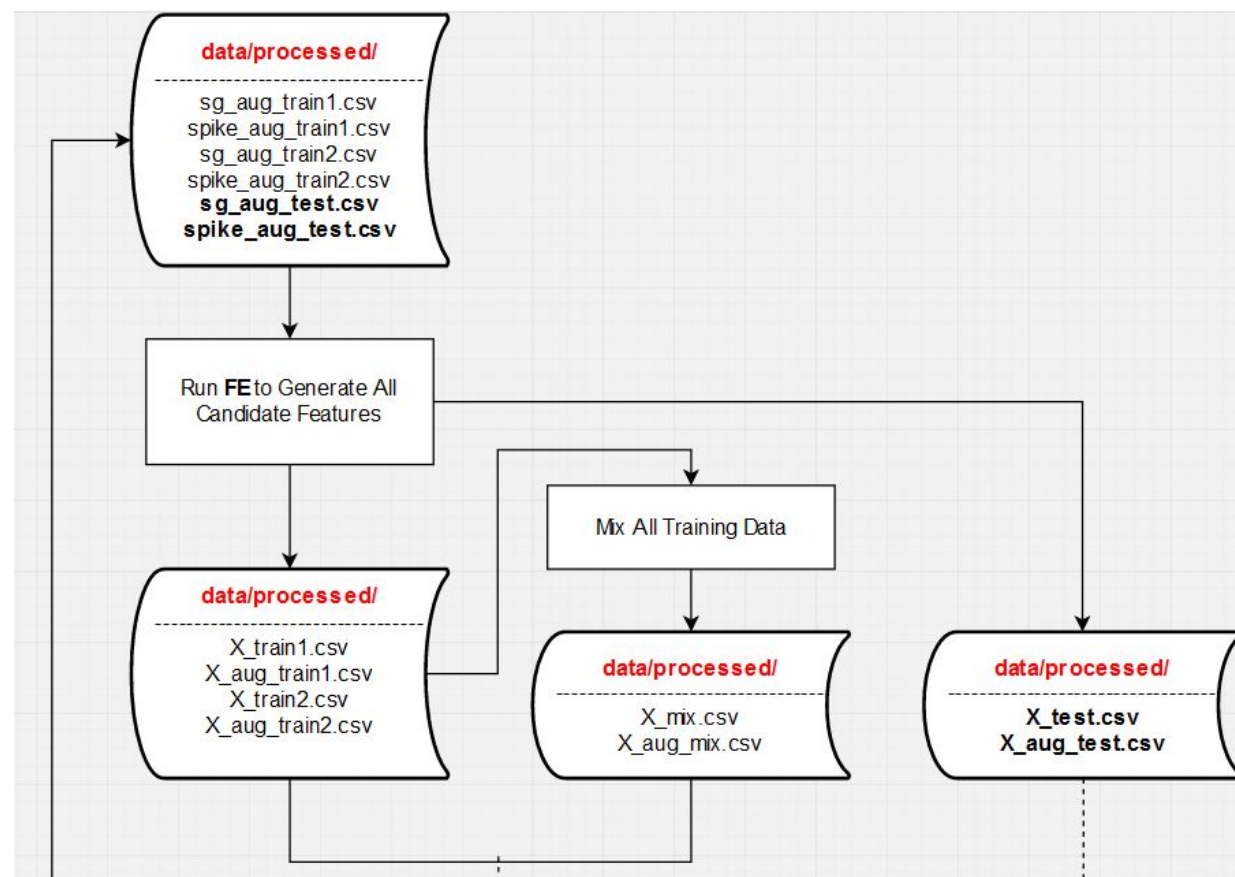 data/processed/
sg_aug_train1.csv
spike_aug_train1.csv
sg_aug_train2.csv
spike_aug_train2.csv
sg_aug_test.csv
spike_aug_test.csv
Run FE to Generate All
Candidate Features
Mix All Training Data
data/processed/
X_train1.csv
X_aug_train1.csv
X_train2.csv
X_aug_train2.csv
data/processed/
X_mix.csv
X_aug_mix.csv
data/processed/
X_test.csv
X_aug_test.csv